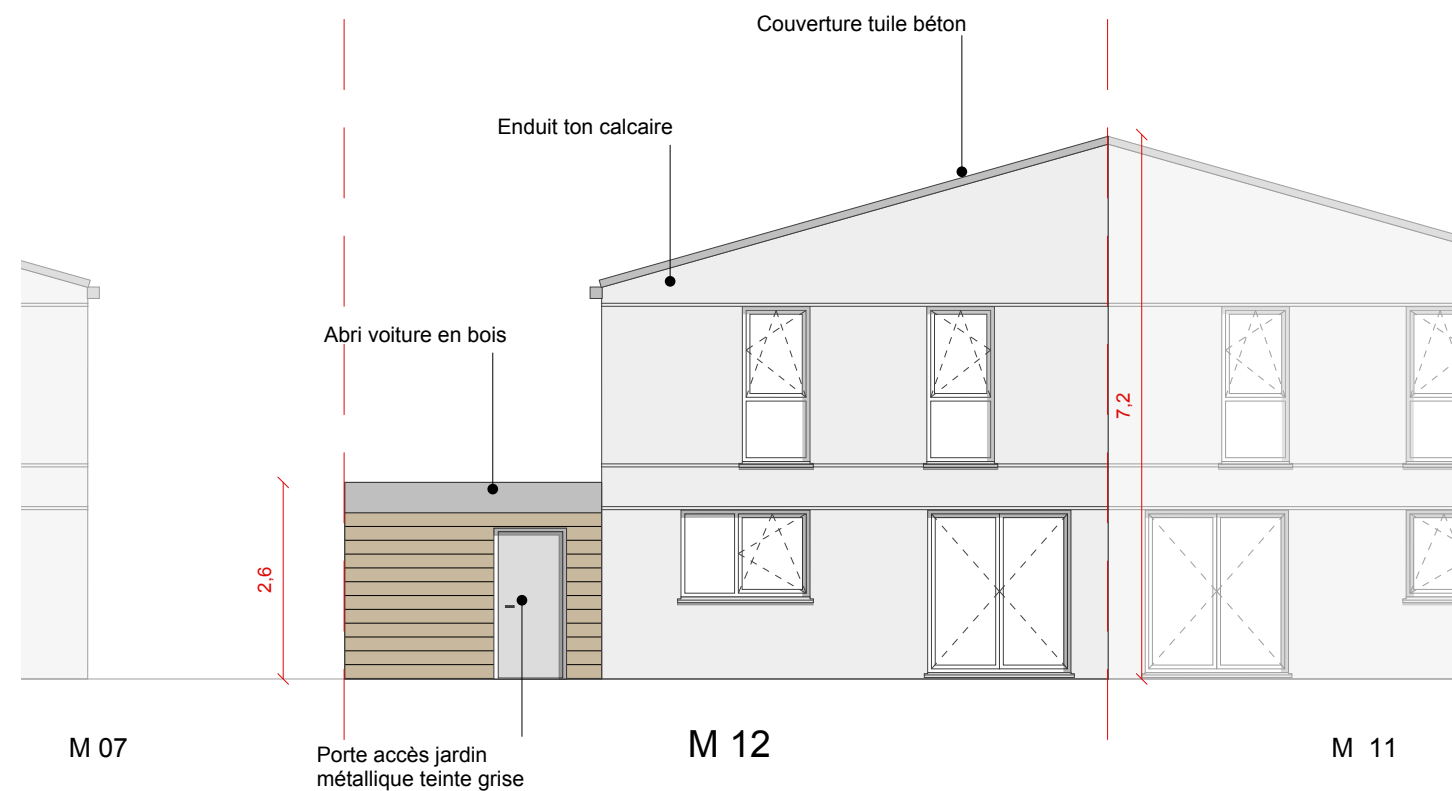 Couverture tuile béton
Enduit ton calcaire
Abri voiture en bois
7,2
2,6
M 07
Porte accès jardin
métallique teinte grise
M 12
M 11